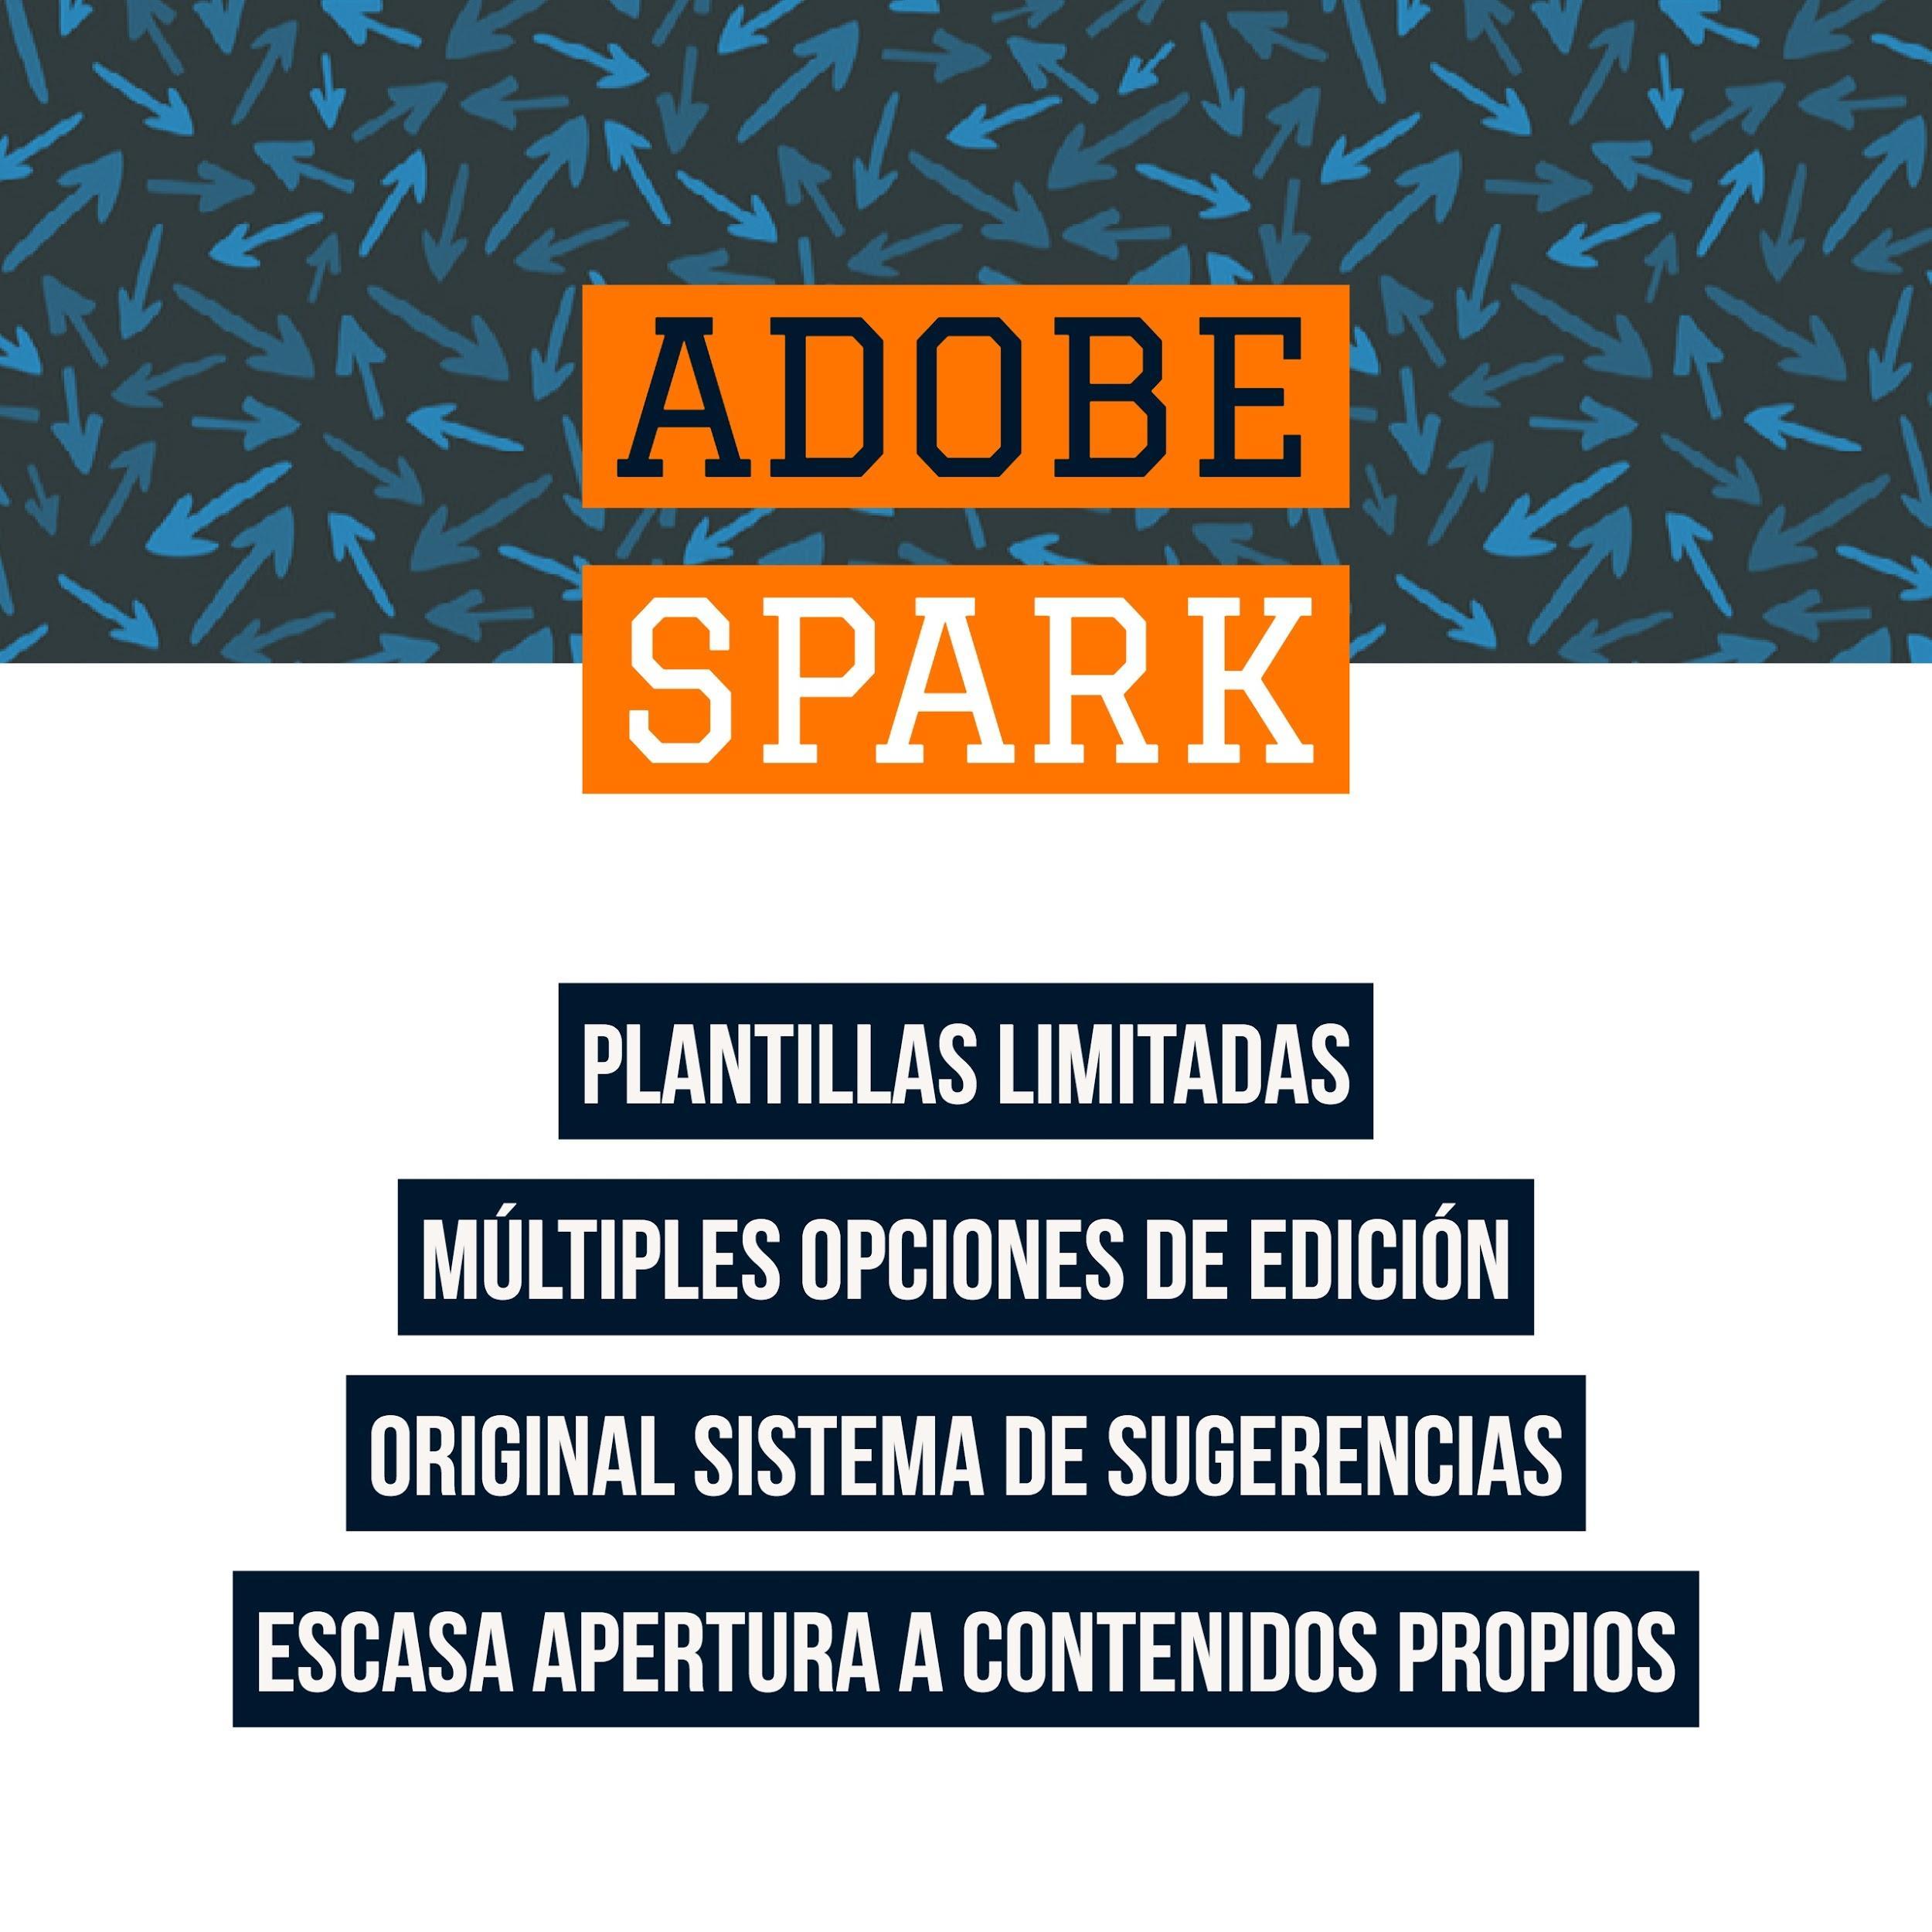 ADOBE
SPARK
PLANTILLAS LIMITADAS
MÚLTIPLES OPCIONES DE EDICIÓN
ORIGINAL SISTEMA DE SUGERENCIAS
ESCASA APERTURA A CONTENIDOS PROPIOS